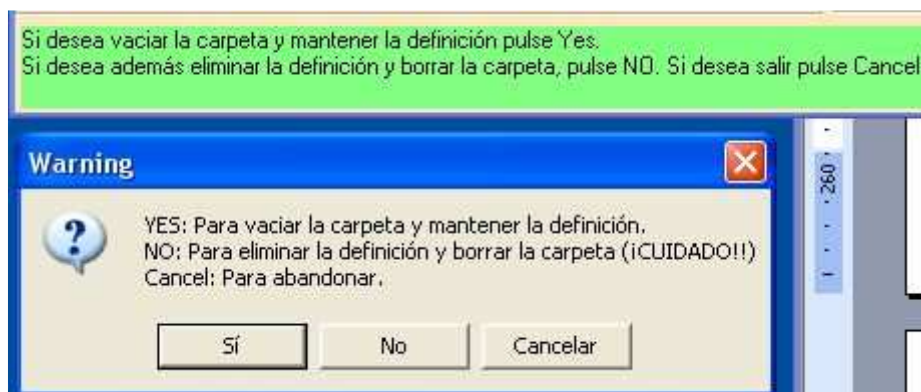 Si desea vaciar la carpeta y mantener la definición pulse Yes.
Si desea además eliminar la definición y borrar la carpeta, pulse NO. Si desea salir pulse Cancel
Warning
YES: Para vaciar la carpeta y mantener la definición.
NO: Para eliminar la definición y borrar la carpeta (¡CUIDADO!!)
Cancel: Para abandonar.
Sí No Cancelar
260